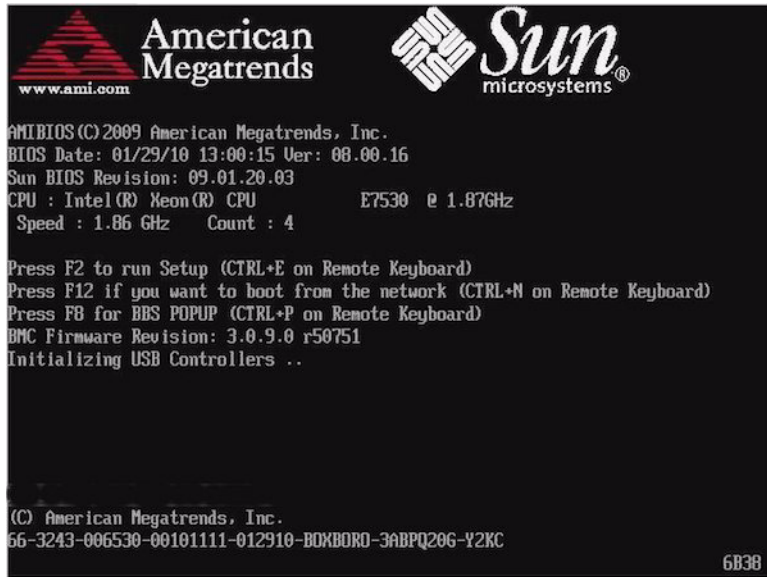 American
Megatrends
www.ami.com
Sun
microsystems
®
AMIBIOS(C)2009 American Megatrends, Inc.
BIOS Date: 01/29/10 13:00:15 Ver: 08.00.16
Sun BIOS Revision: 09.01.20.03
CPU : Intel(R) Xeon(R) CPU E7530 @ 1.87GHz
Speed : 1.86 GHz Count : 4
Press F2 to run Setup (CTRL+E on Remote Keyboard)
Press F12 if you want to boot from the network (CTRL+N on Remote Keyboard)
Press F8 for BBS POPUP (CTRL+P on Remote Keyboard)
BMC Firmware Revision: 3.0.9.0 r50751
Initializing USB Controllers ..
(C) American Megatrends, Inc.
66-3243-006530-00101111-012910-BOXBORO-3ABPQ20G-Y2KC
6B38